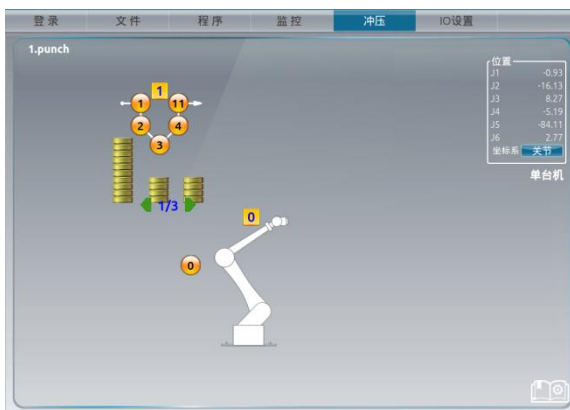 登录 文件 程序 监控 冲压 IO设置
1.punch
位置
J1 -0.93
J2 -16.13
J3 8.27
J4 -5.19
J5 -84.11
J6 2.77
坐标系 关节
单台机
1
1 11
2 4
3
1/3
0
0